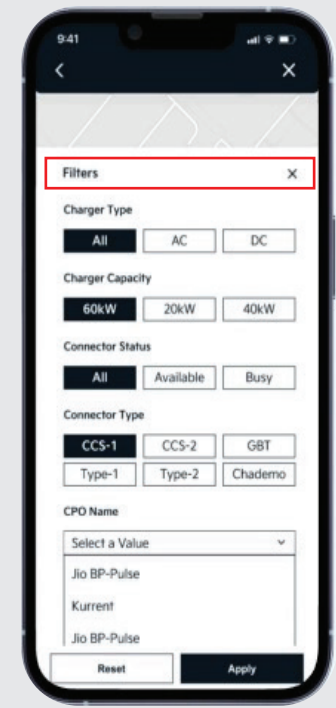 9:41
Filters
Charger Type
All AC DC
Charger Capacity
60kW 20kW 40kW
Connector Status
All Available Busy
Connector Type
CCS-1 CCS-2 GBT
Type-1 Type-2 Chademo
CPO Name
Select a Value
Jio BP-Pulse
Kurrent
Jio BP-Pulse
Reset Apply